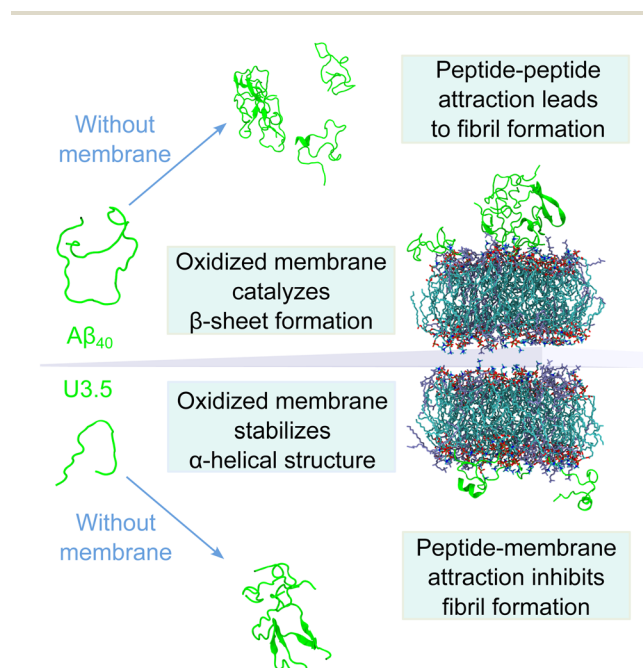 Peptide-peptide
attraction leads
to fibril formation
Without
membrane
Oxidized membrane
catalyzes
β-sheet formation
Aβ₄₀
U3.5
Oxidized membrane
stabilizes
α-helical structure
Without
membrane
Peptide-membrane
attraction inhibits
fibril formation